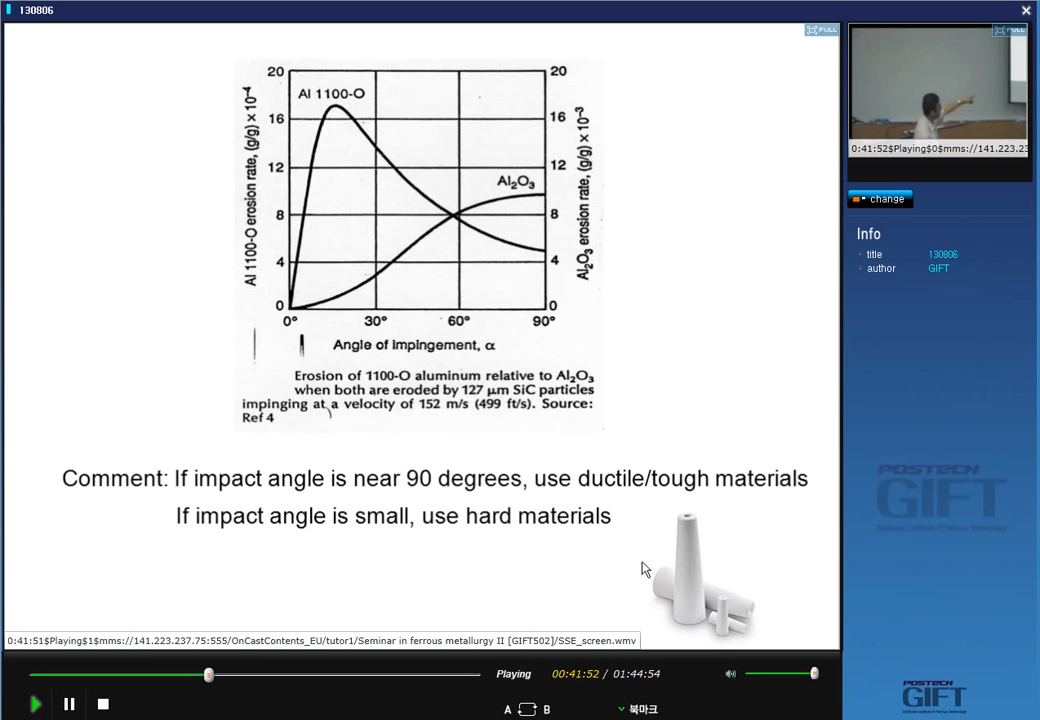 130806
FULL
FULL
Al 1100-O
Al₂O₃
20
16
12
8
4
0
Al 1100-O erosion rate, (g/g) × 10⁻⁴
20
16
12
8
4
0
Al₂O₃ erosion rate, (g/g) × 10⁻³
0° 30° 60° 90°
Angle of impingement, α
Erosion of 1100-O aluminum relative to Al₂O₃
when both are eroded by 127 μm SiC particles
impinging at a velocity of 152 m/s (499 ft/s). Source:
Ref 4
Comment: If impact angle is near 90 degrees, use ductile/tough materials
If impact angle is small, use hard materials
0:41:51$Playing$1$mms://141.223.237.75:555/OnCastContents_EU/tutor1/Seminar in ferrous metallurgy II [GIFT502]/SSE_screen.wmv
Playing 00:41:52 / 01:44:54
A B 북마크
0:41:52$Playing$0$mms://141.223.23
change
Info
title 130806
author GIFT
POSTECH
GIFT
POSTECH
GIFT